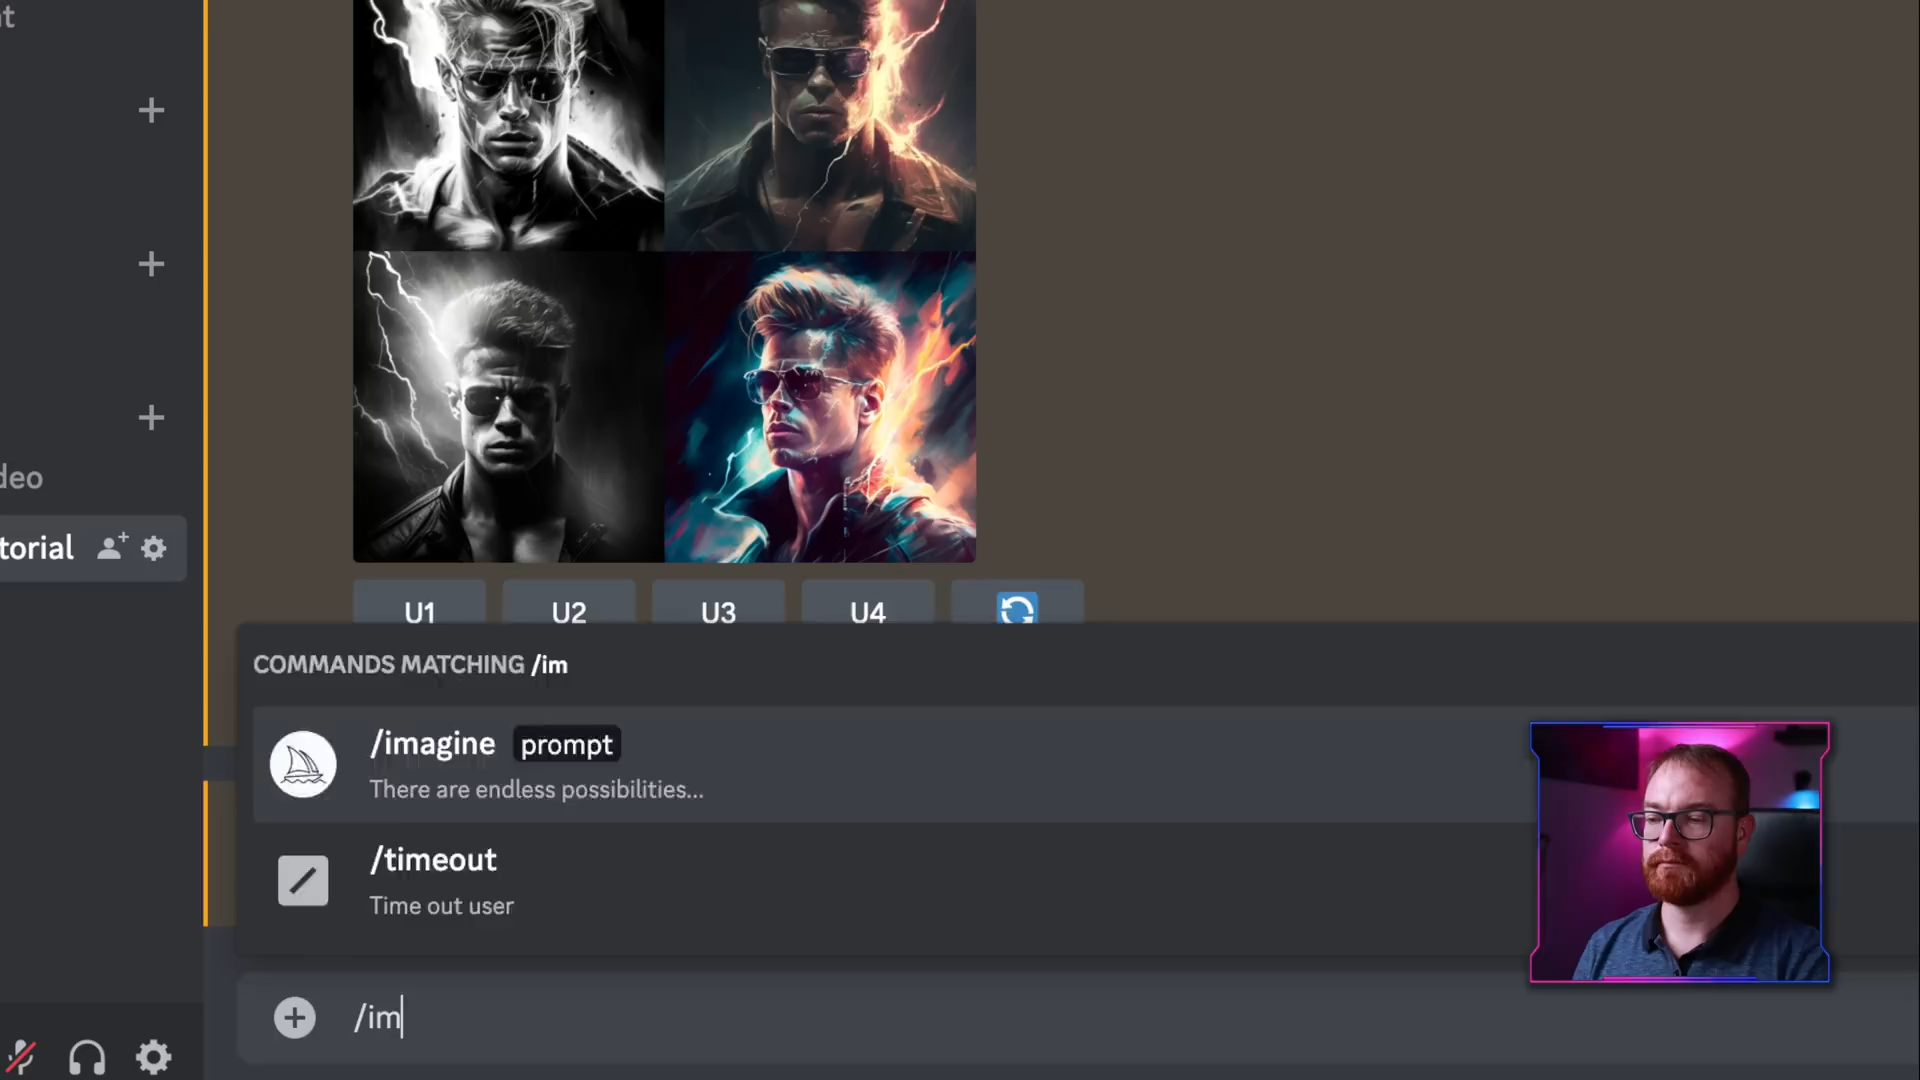 nt
deo
torial
U1 U2 U3 U4
COMMANDS MATCHING /im
/imagine prompt
There are endless possibilities...
/timeout
Time out user
/im